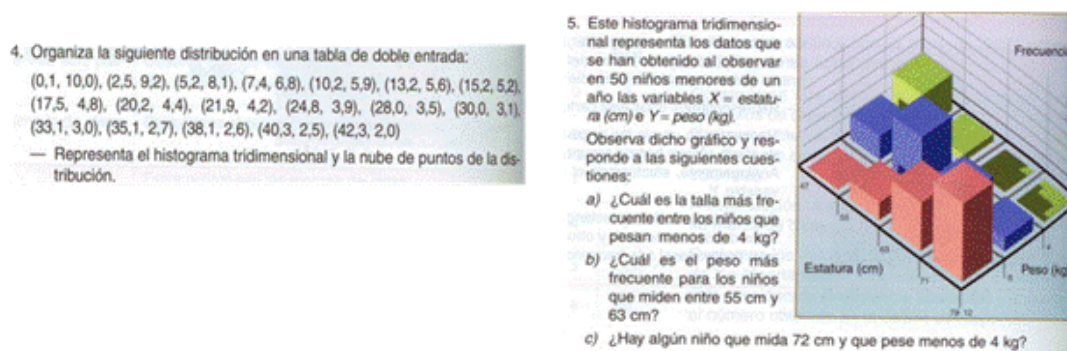 4. Organiza la siguiente distribución en una tabla de doble entrada:
(0,1, 10,0), (2,5, 9,2), (5,2, 8,1), (7,4, 6,8), (10,2, 5,9), (13,2, 5,6), (15,2, 5,2),
(17,5, 4,8), (20,2, 4,4), (21,9, 4,2), (24,8, 3,9), (28,0, 3,5), (30,0, 3,1),
(33,1, 3,0), (35,1, 2,7), (38,1, 2,6), (40,3, 2,5), (42,3, 2,0)
— Representa el histograma tridimensional y la nube de puntos de la dis-
tribución.
5. Este histograma tridimensio-
nal representa los datos que
se han obtenido al observar
en 50 niños menores de un
año las variables X = estatu-
ra (cm) e Y = peso (kg).
Observa dicho gráfico y res-
ponde a las siguientes cues-
tiones:
a) ¿Cuál es la talla más fre-
cuente entre los niños que
pesan menos de 4 kg?
b) ¿Cuál es el peso más
frecuente para los niños
que miden entre 55 cm y
63 cm?
c) ¿Hay algún niño que mida 72 cm y que pese menos de 4 kg?
Frecuenci
47
55
63
71
79
12
4
Estatura (cm)
Peso (kg